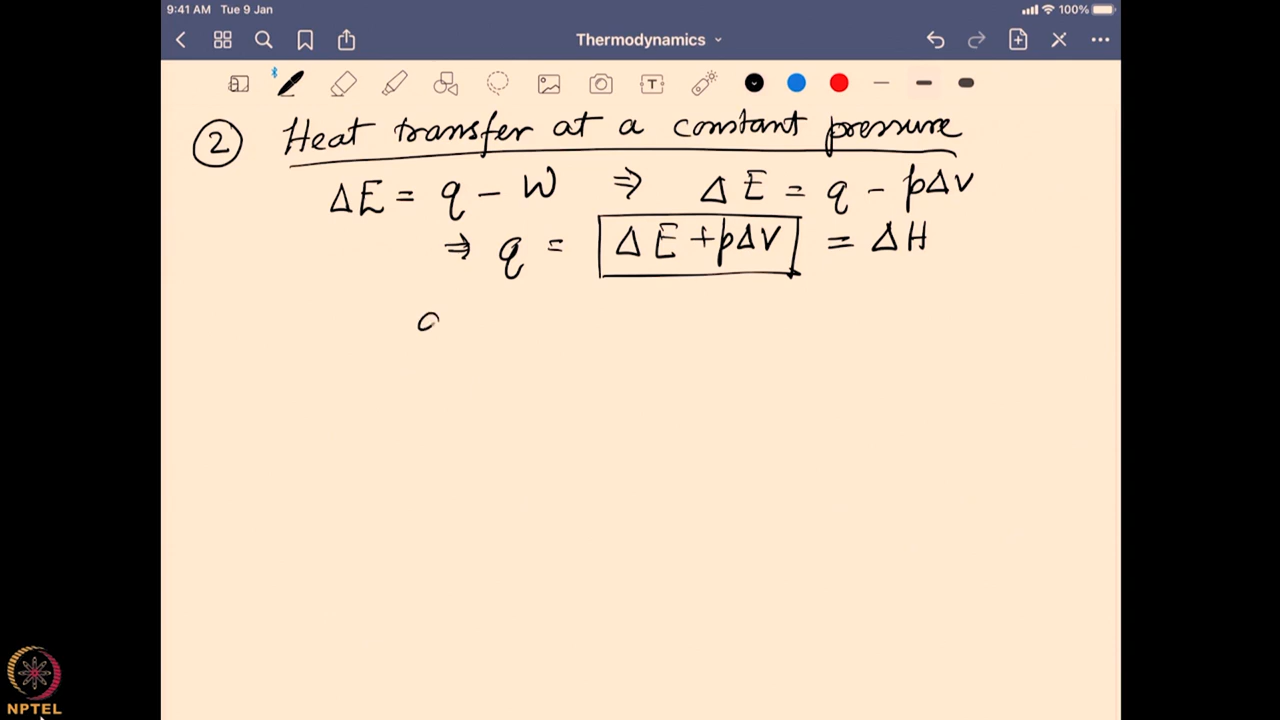 9:41 AM Tue 9 Jan 100%
Thermodynamics
② Heat transfer at a constant pressure
ΔE = q - W ⇒ ΔE = q - pΔV
⇒ q = ΔE + pΔV = ΔH
NPTEL